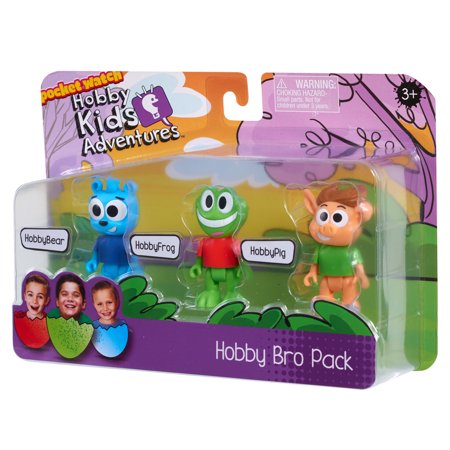 pocket watch
Hobby
Kids
Adventures™
WARNING:
CHOKING HAZARD-
Small parts. Not for
children under 3 years.
3+
HobbyBear
HobbyFrog
HobbyPig
Hobby Bro Pack